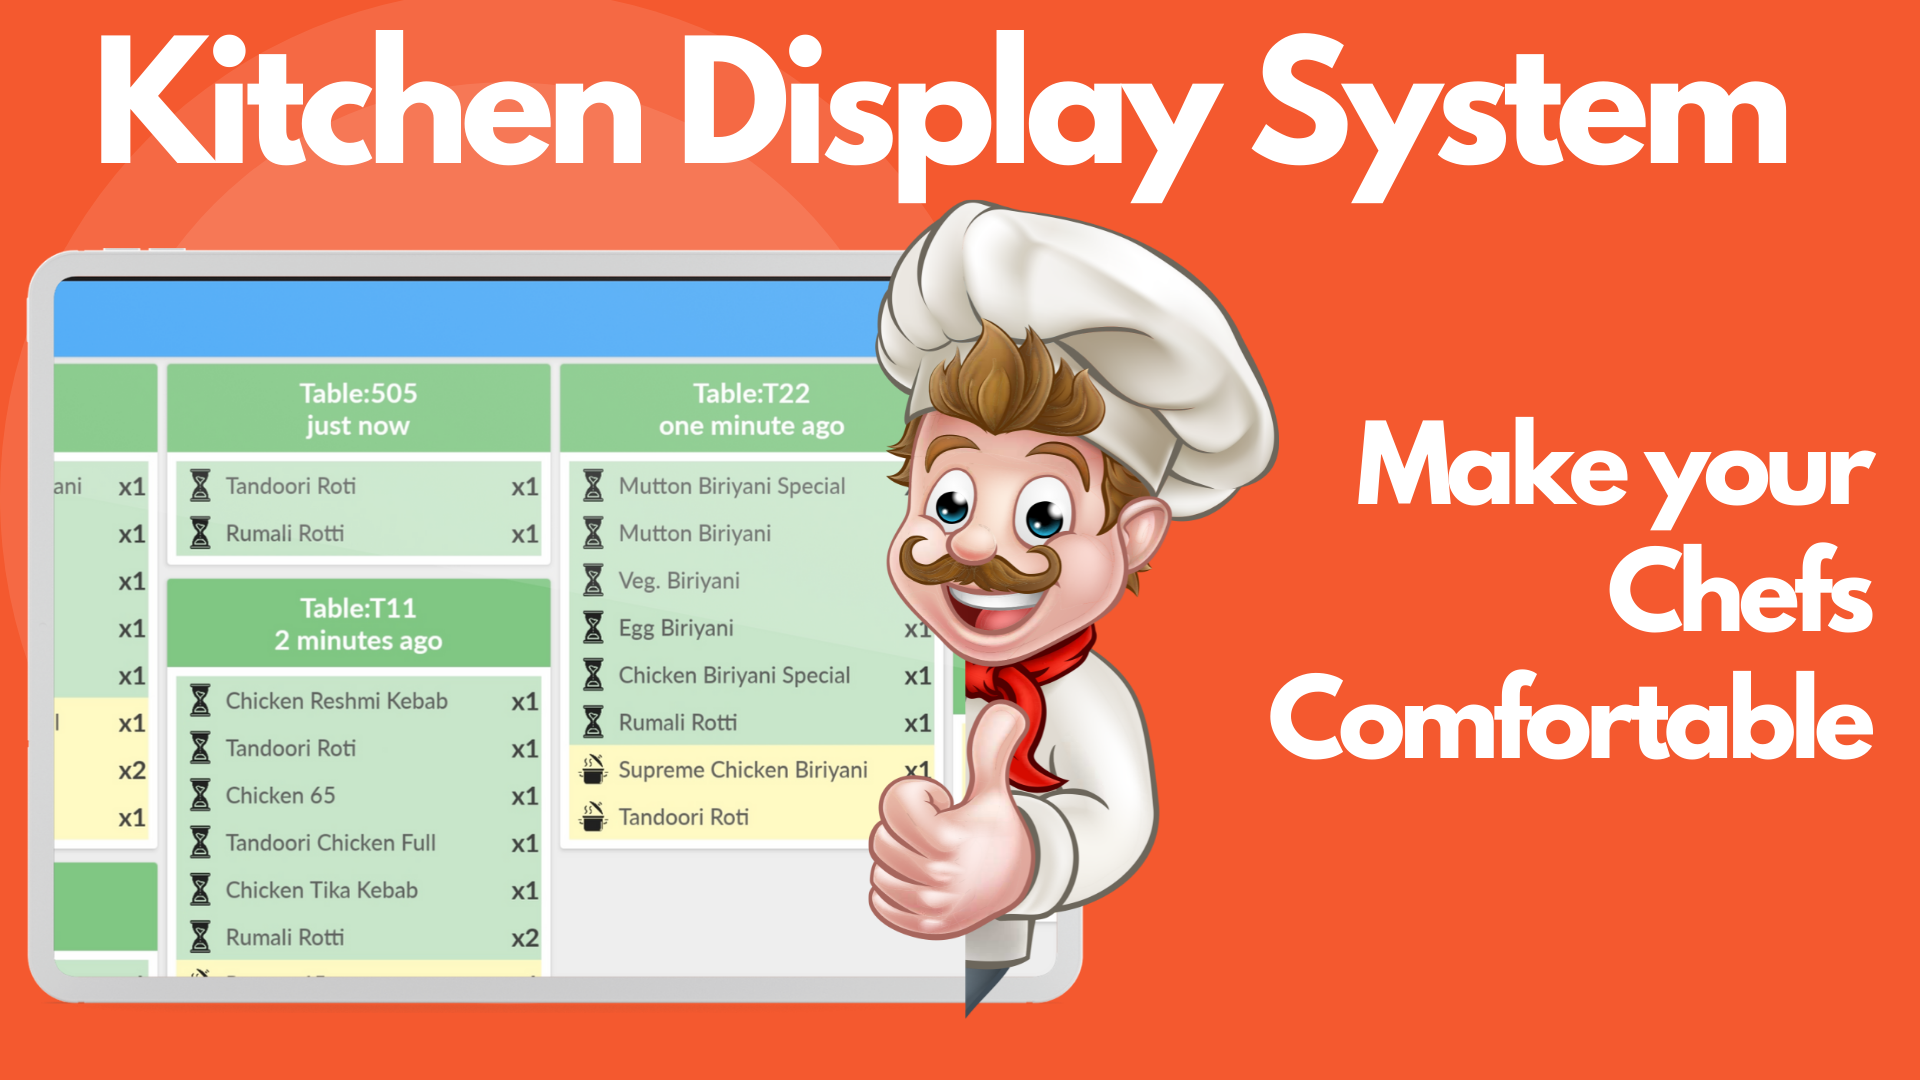 Kitchen Display System
ani x1
x1
x1
x1
x1
l x1
x2
x1
Table:505
just now
Tandoori Roti x1
Rumali Rotti x1
Table:T11
2 minutes ago
Chicken Reshmi Kebab x1
Tandoori Roti x1
Chicken 65 x1
Tandoori Chicken Full x1
Chicken Tika Kebab x1
Rumali Rotti x2
Table:T22
one minute ago
Mutton Biriyani Special
Mutton Biriyani
Veg. Biriyani
Egg Biriyani x1
Chicken Biriyani Special x1
Rumali Rotti x1
Supreme Chicken Biriyani x1
Tandoori Roti
Make your
Chefs
Comfortable